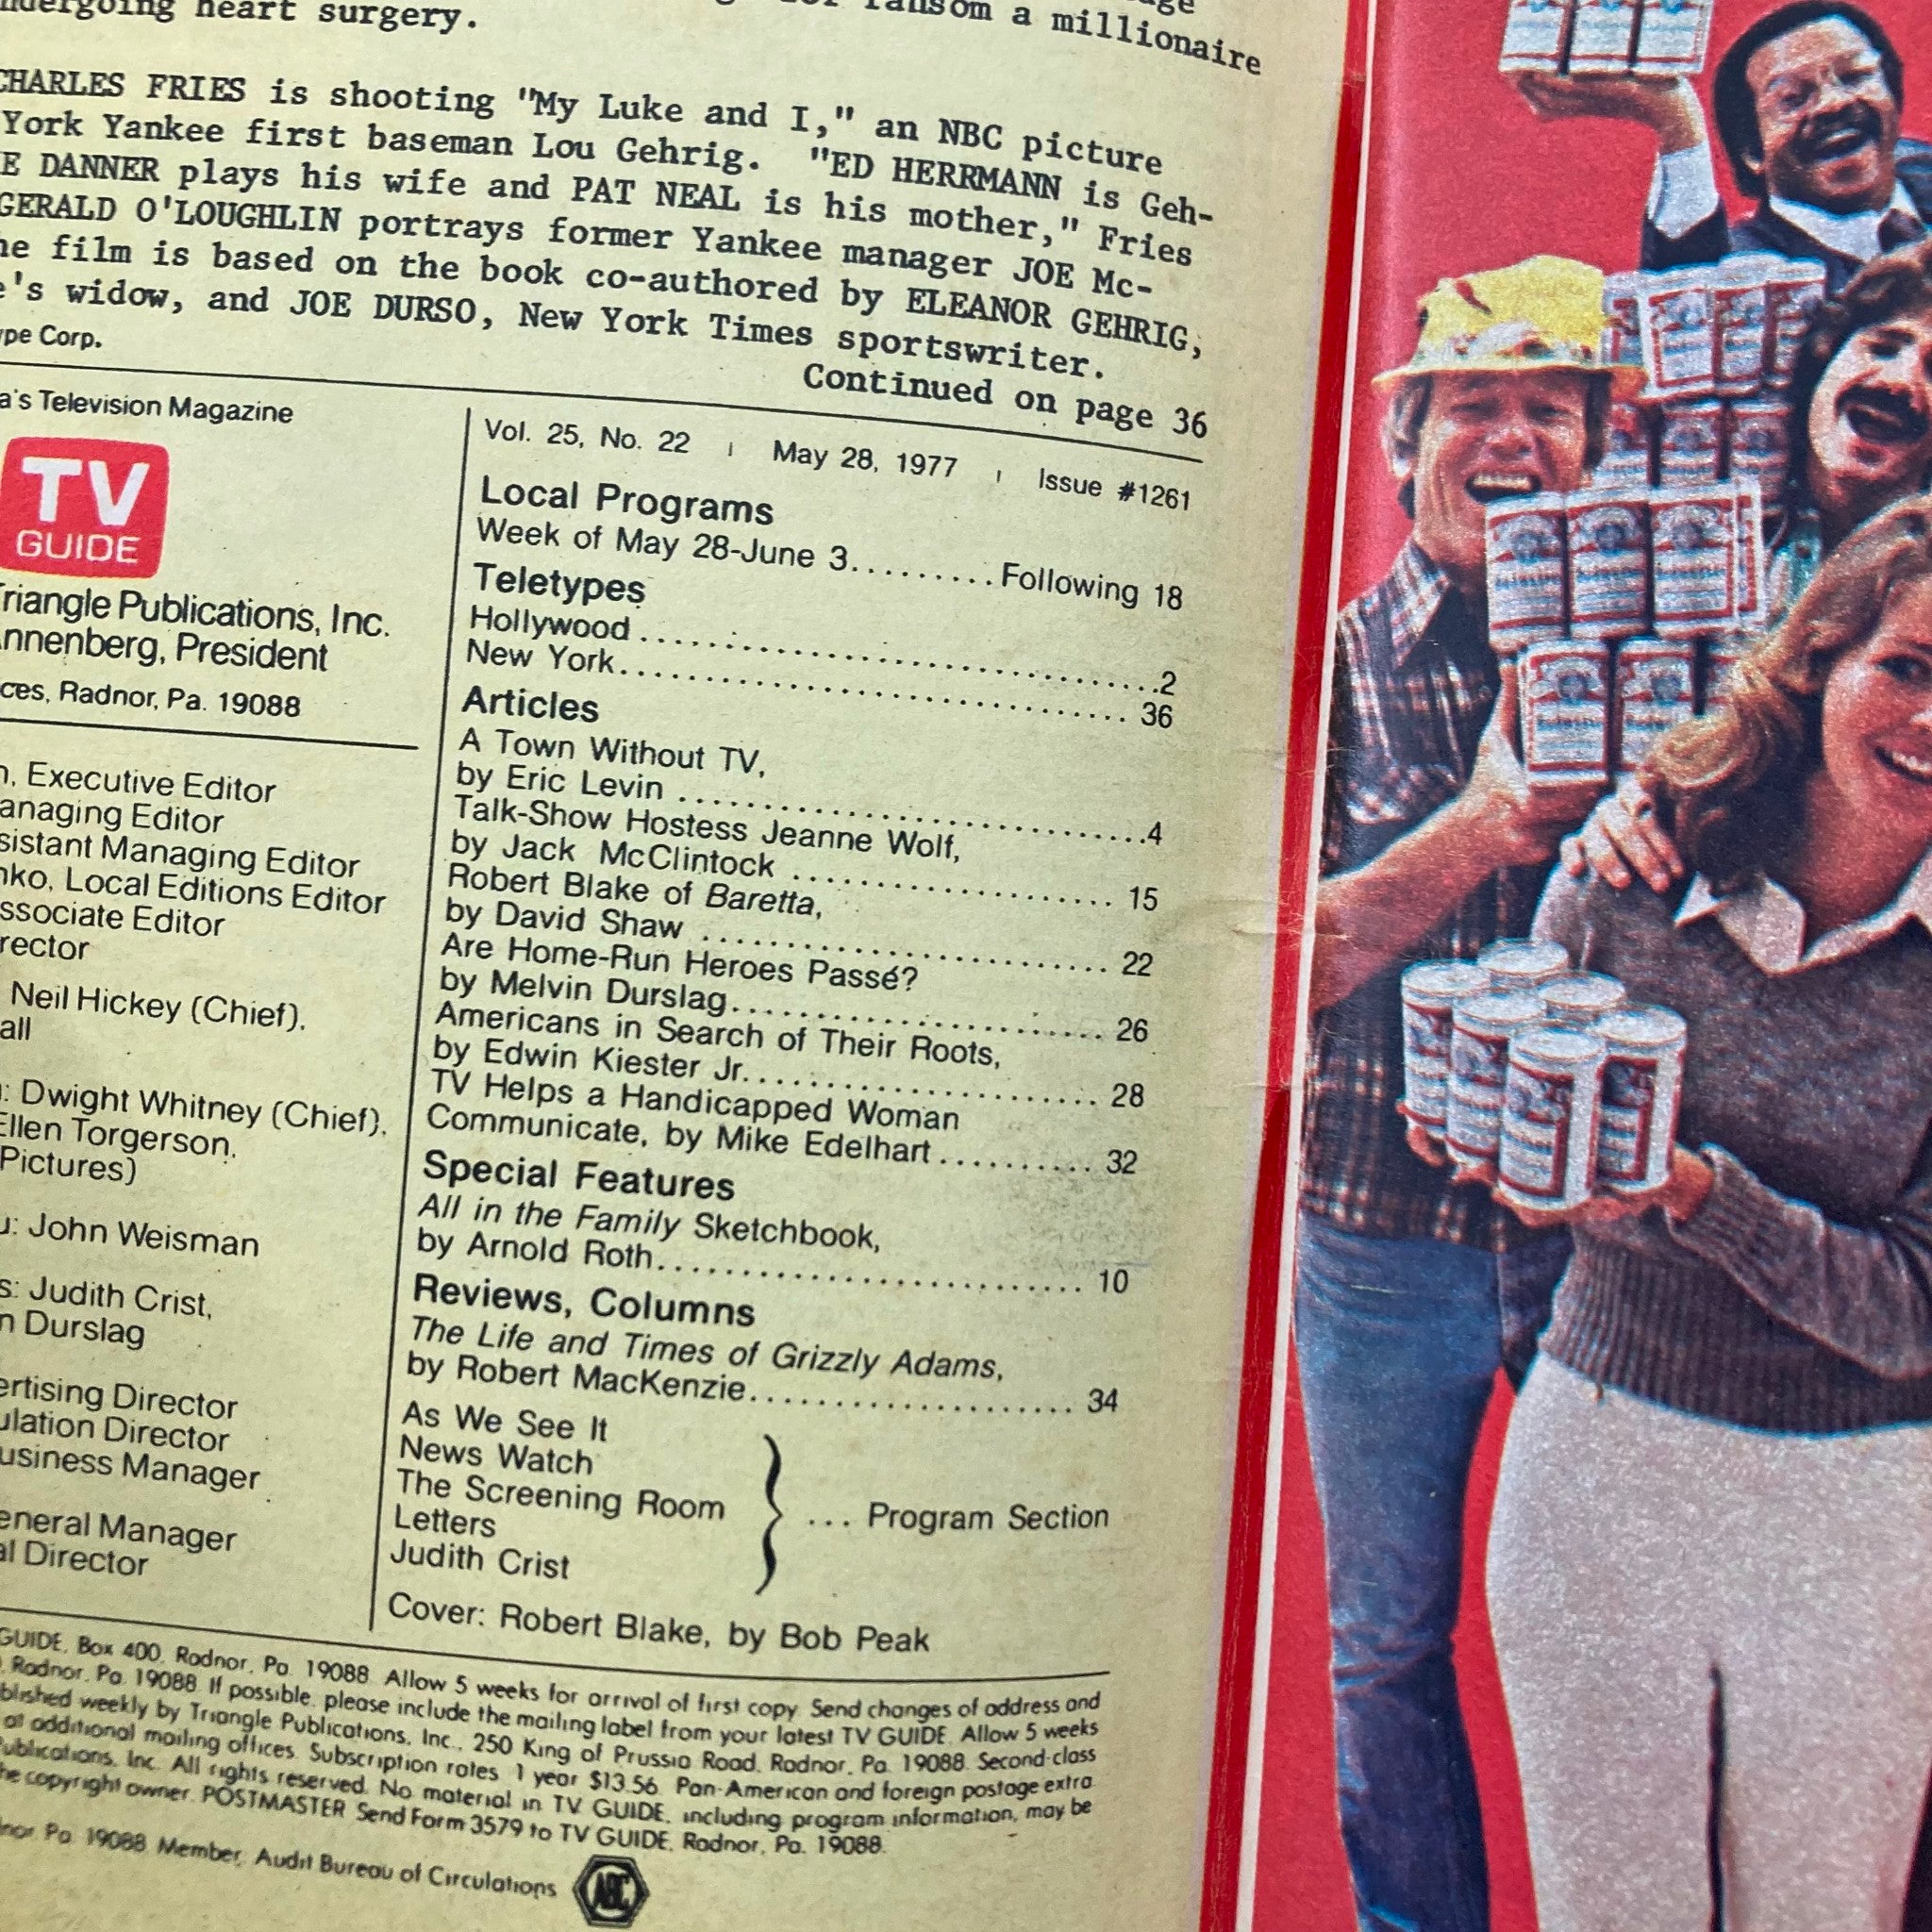 undergoing heart surgery.
ransom a millionaire
CHARLES FRIES is shooting "My Luke and I," an NBC picture
York Yankee first baseman Lou Gehrig. "ED HERRMANN is Geh-
E DANNER plays his wife and PAT NEAL is his mother," Fries
GERALD O'LOUGHLIN portrays former Yankee manager JOE Mc-
he film is based on the book co-authored by ELEANOR GEHRIG,
e's widow, and JOE DURSO, New York Times sportswriter.
ype Corp.
Continued on page 36
a's Television Magazine
TV
GUIDE
Triangle Publications, Inc.
Annenberg, President
ces, Radnor, Pa. 19088
n, Executive Editor
anaging Editor
sistant Managing Editor
nko, Local Editions Editor
ssociate Editor
rector
Neil Hickey (Chief),
all
: Dwight Whitney (Chief),
Ellen Torgerson,
Pictures)
u: John Weisman
s: Judith Crist,
n Durslag
ertising Director
ulation Director
usiness Manager
eneral Manager
al Director
Vol. 25, No. 22 | May 28, 1977 | Issue #1261
Local Programs
Week of May 28-June 3.........Following 18
Teletypes
Hollywood ..............................2
New York.............................. 36
Articles
A Town Without TV,
by Eric Levin ............................4
Talk-Show Hostess Jeanne Wolf,
by Jack McClintock ................... 15
Robert Blake of Baretta,
by David Shaw ........................ 22
Are Home-Run Heroes Passé?
by Melvin Durslag...................... 26
Americans in Search of Their Roots,
by Edwin Kiester Jr..................... 28
TV Helps a Handicapped Woman
Communicate, by Mike Edelhart.......... 32
Special Features
All in the Family Sketchbook,
by Arnold Roth......................... 10
Reviews, Columns
The Life and Times of Grizzly Adams,
by Robert MacKenzie.................... 34
As We See It
News Watch
The Screening Room
Letters
Judith Crist
... Program Section
Cover: Robert Blake, by Bob Peak
GUIDE, Box 400, Radnor, Pa. 19088. Allow 5 weeks for arrival of first copy. Send changes of address and
, Radnor, Pa. 19088. If possible, please include the mailing label from your latest TV GUIDE. Allow 5 weeks
blished weekly by Triangle Publications, Inc., 250 King of Prussia Road, Radnor, Pa. 19088. Second-class
at additional mailing offices. Subscription rates: 1 year $13.56. Pan-American and foreign postage extra.
Publications, Inc. All rights reserved. No material in TV GUIDE, including program information, may be
he copyright owner. POSTMASTER: Send Form 3579 to TV GUIDE, Radnor, Pa. 19088.
nor, Pa. 19088. Member, Audit Bureau of Circulations
ABC